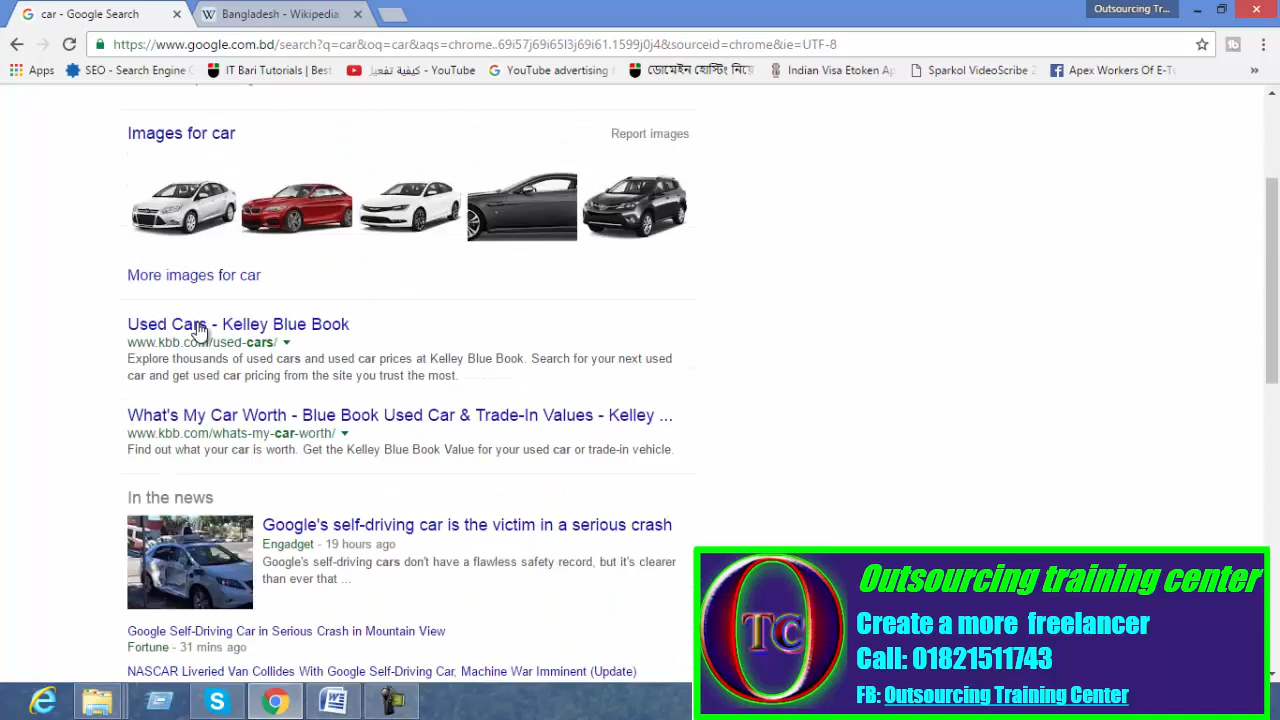 car - Google Search
Bangladesh - Wikipedia,
Outsourcing Tr...
https://www.google.com.bd/search?q=car&oq=car&aqs=chrome..69i57j69i65l3j69i61.1599j0j4&sourceid=chrome&ie=UTF-8
Apps
SEO - Search Engine
IT Bari Tutorials | Best
كيفية تفعيل - YouTube
YouTube advertising
ডোমেইন হোস্টিং নিয়ে
Indian Visa Etoken Ap
Sparkol VideoScribe 2
Apex Workers Of E-T
»
Images for car
Report images
More images for car
Used Cars - Kelley Blue Book
www.kbb.com/used-cars/
Explore thousands of used cars and used car prices at Kelley Blue Book. Search for your next used
car and get used car pricing from the site you trust the most.
What's My Car Worth - Blue Book Used Car & Trade-In Values - Kelley ...
www.kbb.com/whats-my-car-worth/
Find out what your car is worth. Get the Kelley Blue Book Value for your used car or trade-in vehicle.
In the news
Google's self-driving car is the victim in a serious crash
Engadget - 19 hours ago
Google's self-driving cars don't have a flawless safety record, but it's clearer
than ever that ...
Google Self-Driving Car in Serious Crash in Mountain View
Fortune - 31 mins ago
NASCAR Liveried Van Collides With Google Self-Driving Car, Machine War Imminent (Update)
OTC
Outsourcing training center
Create a more freelancer
Call: 01821511743
FB: Outsourcing Training Center